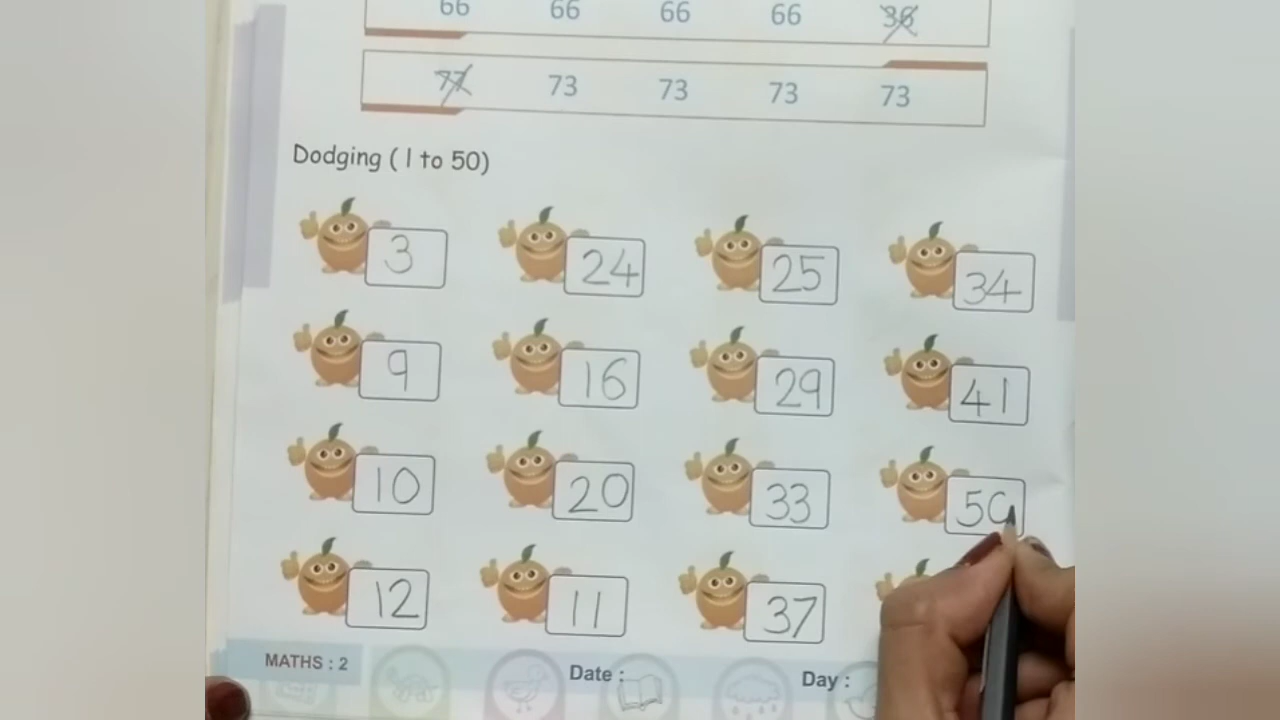 66 66 66 66 36
77 73 73 73 73
Dodging ( 1 to 50)
3 24 25 34
9 16 29 41
10 20 33 50
12 11 37
MATHS : 2 Date : Day :